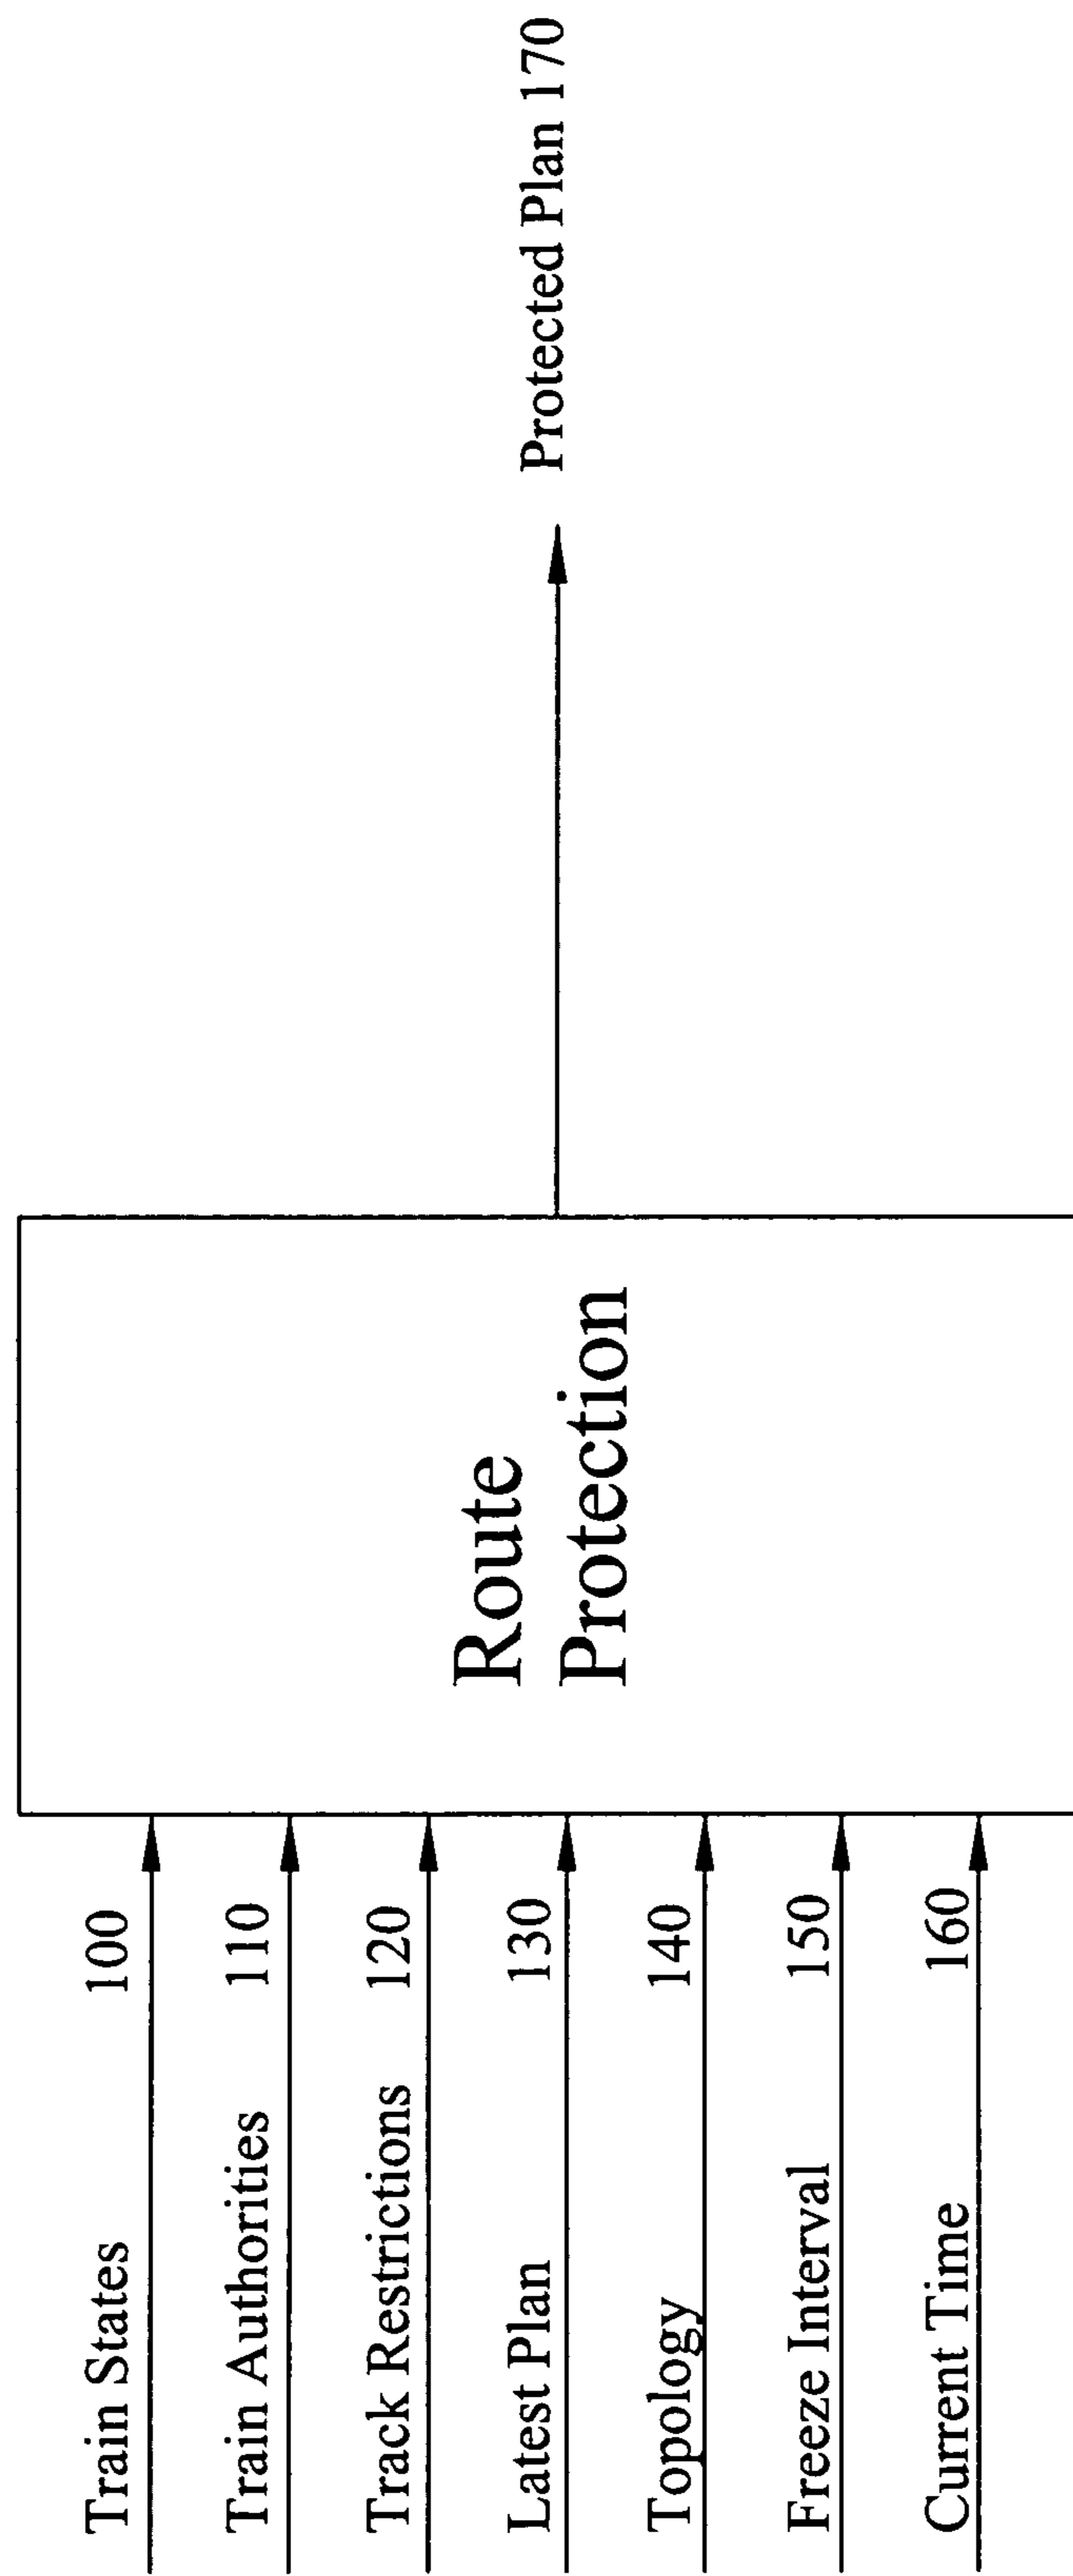 Train States 100
Train Authorities 110
Track Restrictions 120
Latest Plan 130
Topology 140
Freeze Interval 150
Current Time 160
Route
Protection
Protected Plan 170